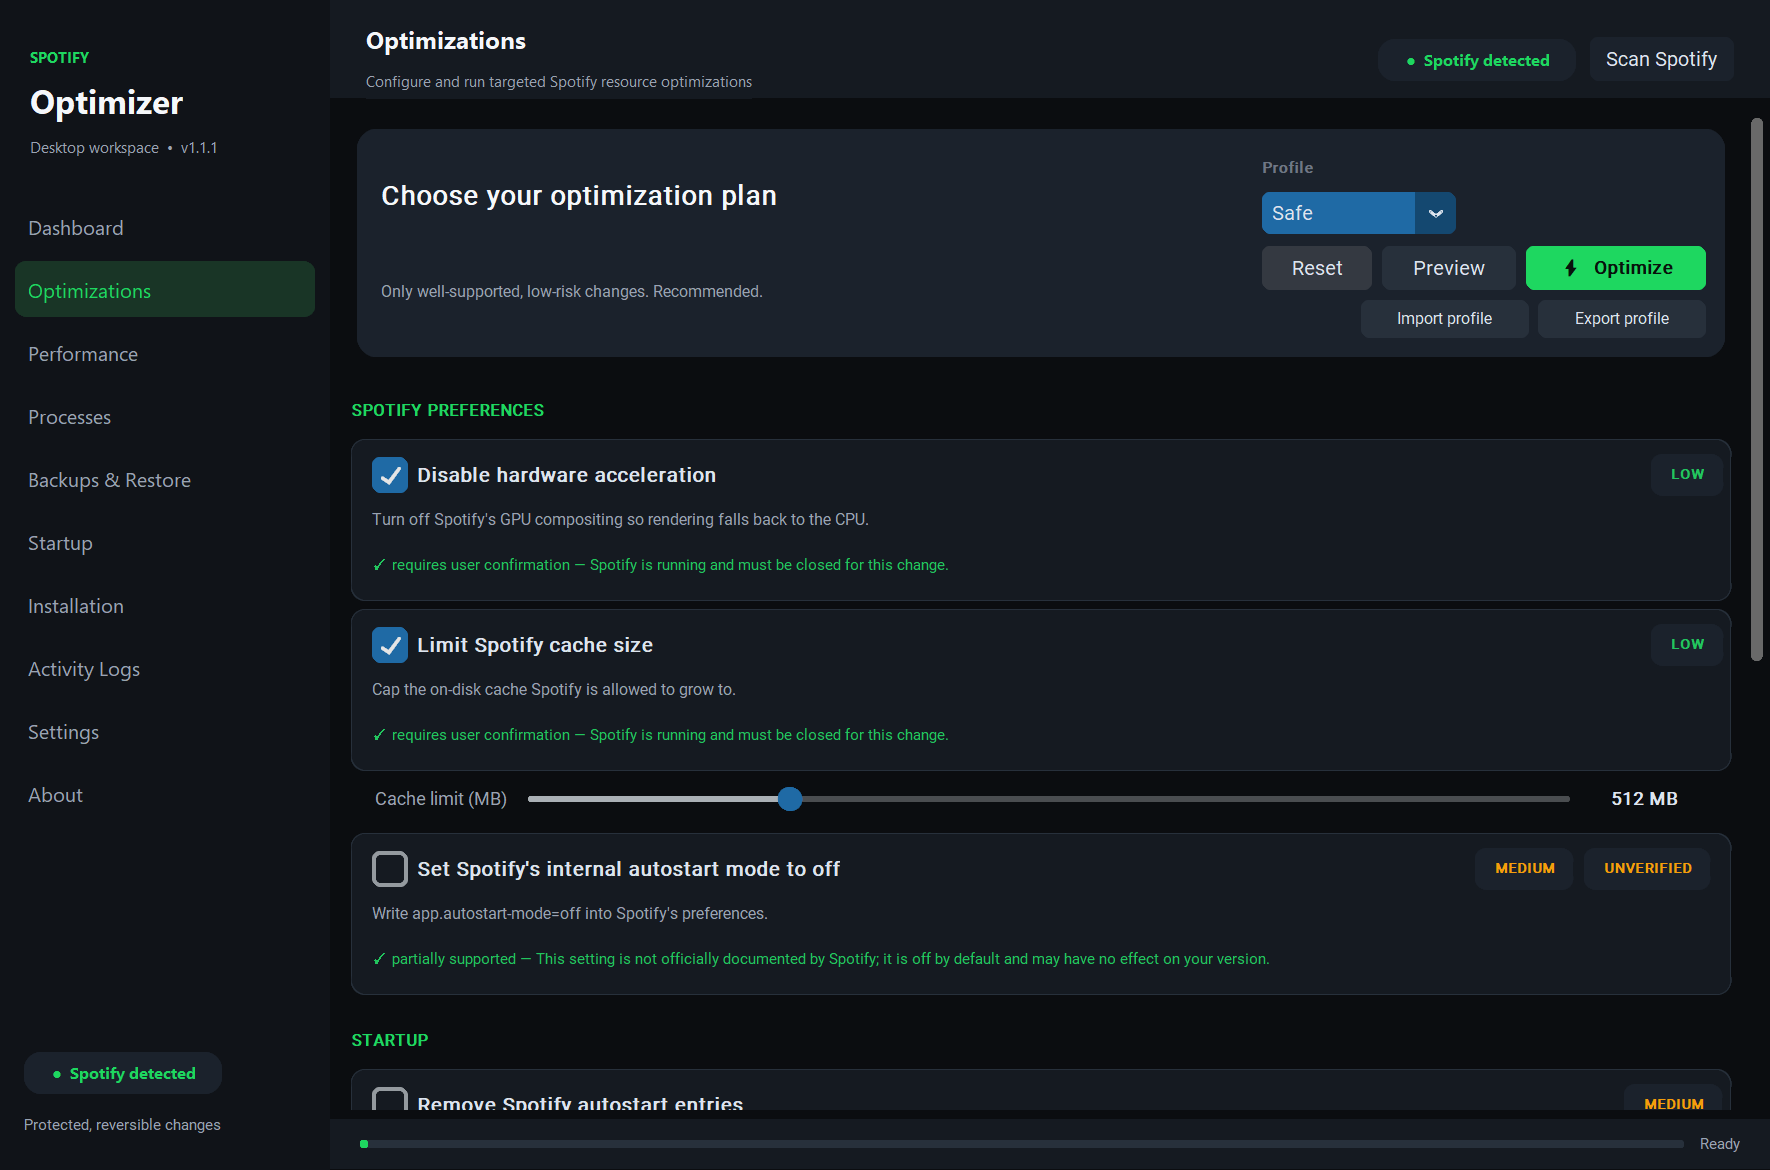 SPOTIFY
Optimizer
Desktop workspace • v1.1.1
Dashboard
Optimizations
Performance
Processes
Backups & Restore
Startup
Installation
Activity Logs
Settings
About
● Spotify detected
Protected, reversible changes
Optimizations
Configure and run targeted Spotify resource optimizations
● Spotify detected
Scan Spotify
Choose your optimization plan
Only well-supported, low-risk changes. Recommended.
Profile
Safe
Reset
Preview
Optimize
Import profile
Export profile
SPOTIFY PREFERENCES
Disable hardware acceleration
LOW
Turn off Spotify's GPU compositing so rendering falls back to the CPU.
✓ requires user confirmation — Spotify is running and must be closed for this change.
Limit Spotify cache size
LOW
Cap the on-disk cache Spotify is allowed to grow to.
✓ requires user confirmation — Spotify is running and must be closed for this change.
Cache limit (MB)
512 MB
Set Spotify's internal autostart mode to off
MEDIUM
UNVERIFIED
Write app.autostart-mode=off into Spotify's preferences.
✓ partially supported — This setting is not officially documented by Spotify; it is off by default and may have no effect on your version.
STARTUP
Remove Spotify autostart entries
MEDIUM
Ready